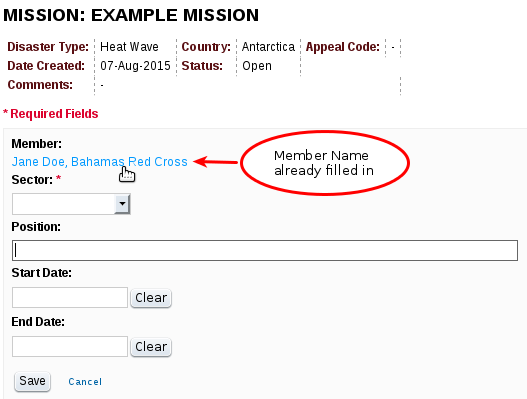 MISSION: EXAMPLE MISSION
Disaster Type: Heat Wave Country: Antarctica Appeal Code: -
Date Created: 07-Aug-2015 Status: Open
Comments: -
* Required Fields
Member:
Jane Doe, Bahamas Red Cross
Member Name
already filled in
Sector: *
Position:
Start Date:
Clear
End Date:
Clear
Save Cancel